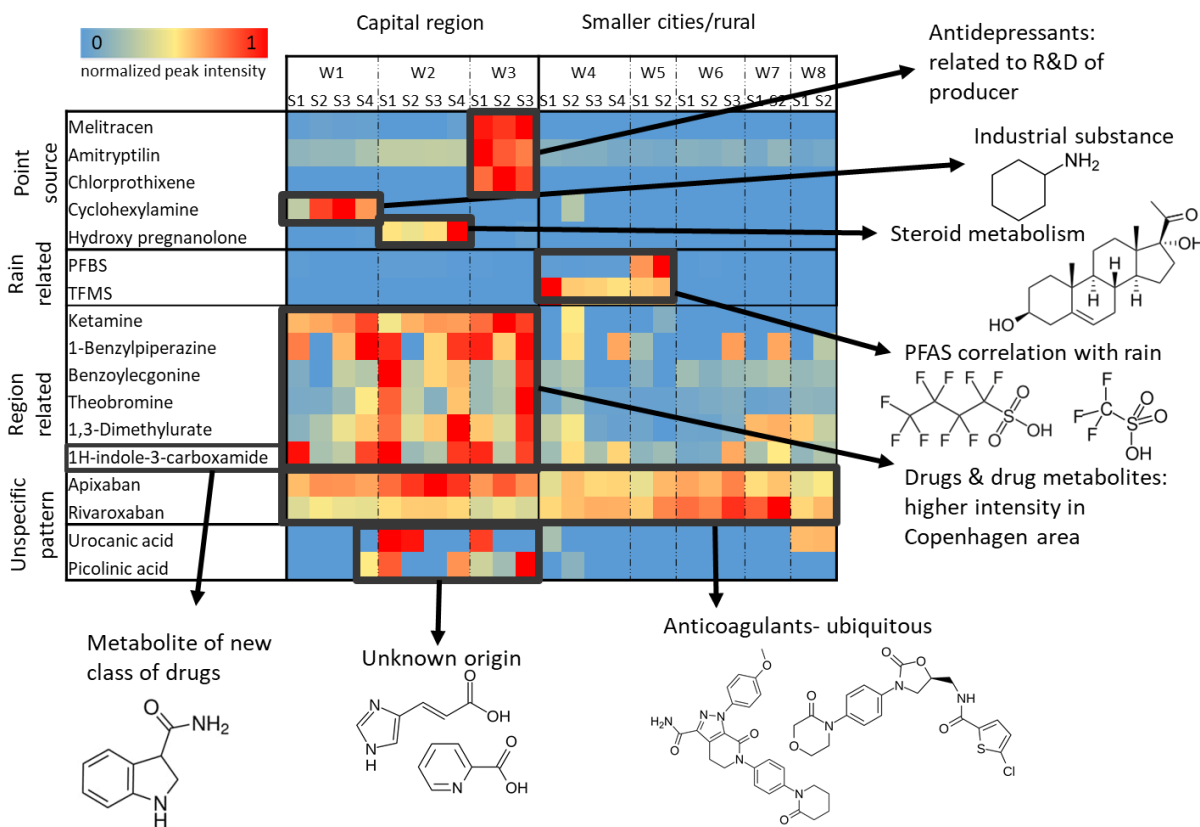 Capital region
Smaller cities/rural
0
1
normalized peak intensity
W1
W2
W3
W4
W5
W6
W7
W8
S1 S2 S3 S4 S1 S2 S3 S4 S1 S2 S3 S1 S2 S3 S4 S1 S2 S1 S2 S3 S1 S2 S1 S2
Point
source
Melitracen
Amitryptilin
Chlorprothixene
Cyclohexylamine
Hydroxy pregnanolone
Rain
related
PFBS
TFMS
Region
related
Ketamine
1-Benzylpiperazine
Benzoylecgonine
Theobromine
1,3-Dimethylurate
1H-indole-3-carboxamide
Unspecific
pattern
Apixaban
Rivaroxaban
Urocanic acid
Picolinic acid
Antidepressants:
related to R&D of
producer
Industrial substance
NH2
Steroid metabolism
O
OH
H
H
H
HO
PFAS correlation with rain
F F F F
F
F F F F
O
S
O
OH
F
F C O
F S O
OH
Drugs & drug metabolites:
higher intensity in
Copenhagen area
Metabolite of new
class of drugs
O
NH2
N
H
Unknown origin
N
N
H
O
OH
N
O
OH
Anticoagulants- ubiquitous
O
H2N
O
N
N
O
N
N
O
O
O
N
O
N
O
NH
O
S
Cl